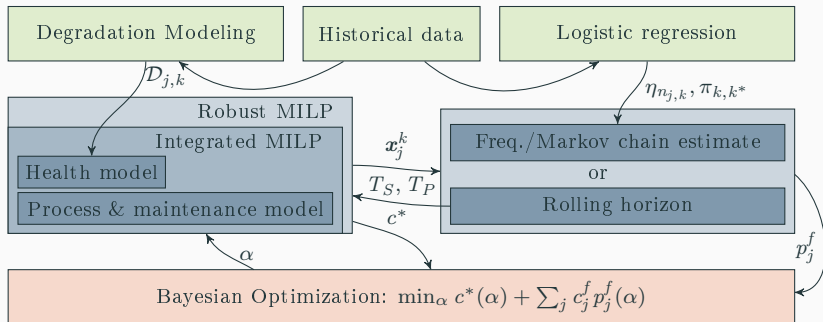 Degradation Modeling
Historical data
Logistic regression
𝒟_{j,k}
η_{n_{j,k}}, π_{k,k*}
Robust MILP
Integrated MILP
Health model
Process & maintenance model
x_j^k
T_S, T_P
c*
Freq./Markov chain estimate
or
Rolling horizon
p_j^f
α
Bayesian Optimization: min_α c*(α) + ∑_j c_j^f p_j^f(α)